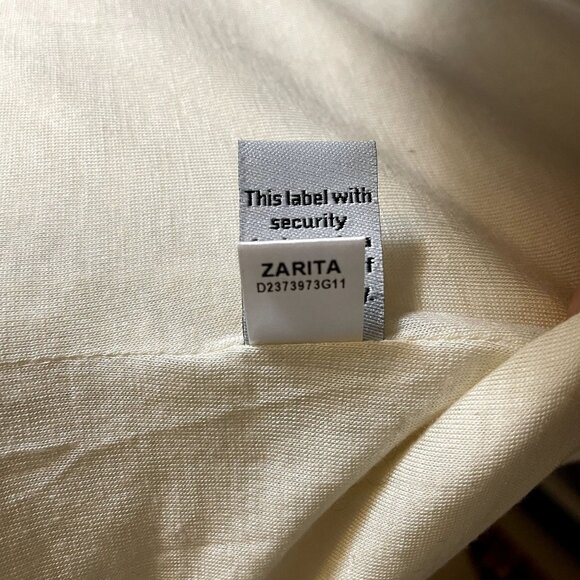 This label with
security
ZARITA
D2373973G11